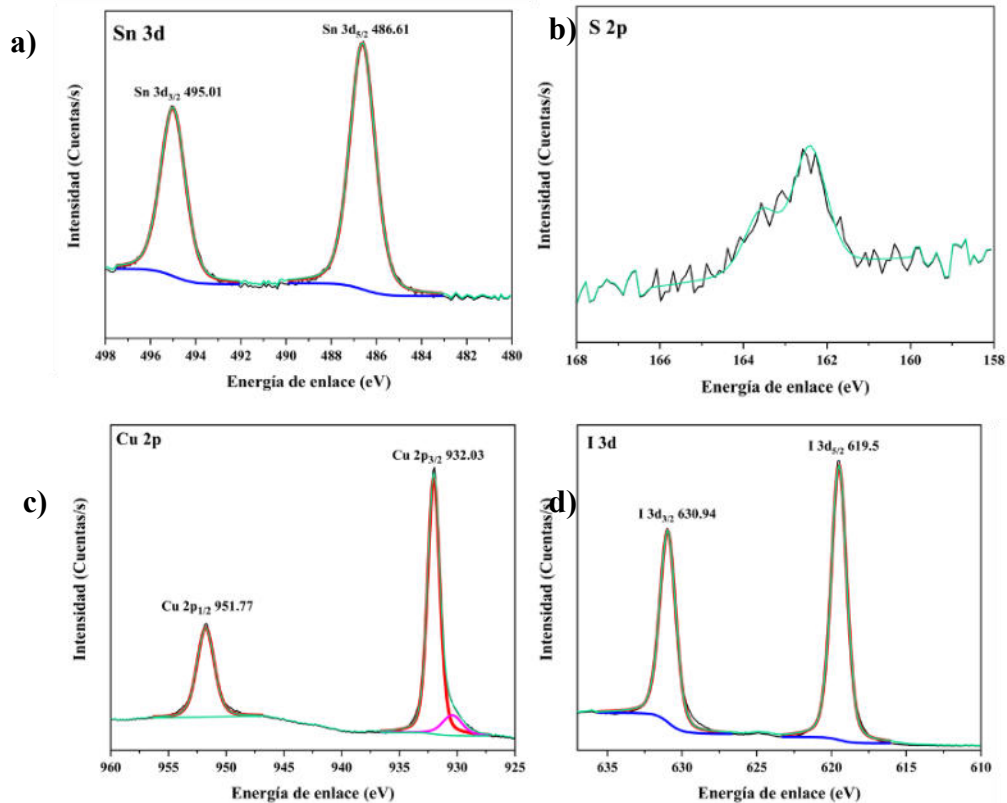 a)
Sn 3d
Sn 3d5/2 486.61
Sn 3d3/2 495.01
Intensidad (Cuentas/s)
498 496 494 492 490 488 486 484 482 480
Energía de enlace (eV)
b)
S 2p
Intensidad (Cuentas/s)
168 166 164 162 160 158
Energía de enlace (eV)
c)
Cu 2p
Cu 2p3/2 932.03
Cu 2p1/2 951.77
Intensidad (Cuentas/s)
960 955 950 945 940 935 930 925
Energía de enlace (eV)
d)
I 3d
I 3d5/2 619.5
I 3d3/2 630.94
Intensidad (Cuentas/s)
635 630 625 620 615 610
Energía de enlace (eV)